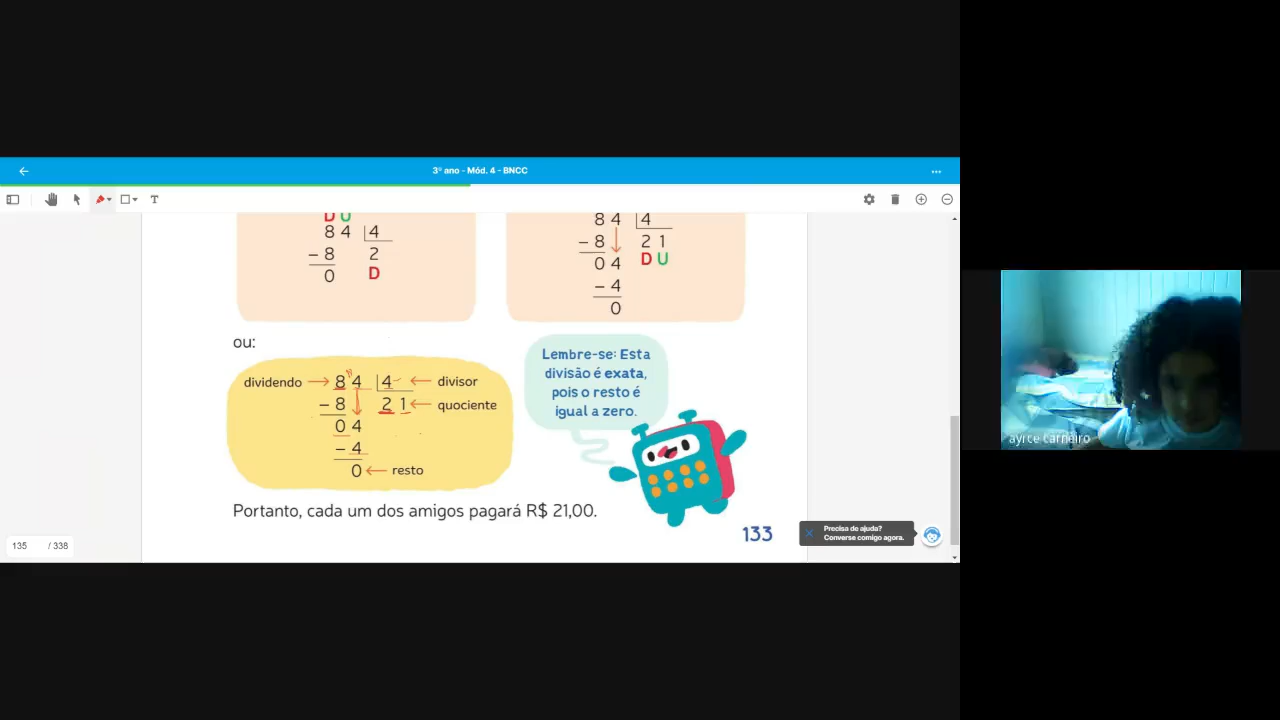 3º ano - Mód. 4 - BNCC
T
D U
8 4 4
- 8 2
0 D
8 4 4
- 8 2 1
0 4 D U
- 4
0
ou:
dividendo 8 4 4 divisor
- 8 2 1 quociente
0 4
- 4
0 resto
Lembre-se: Esta
divisão é exata,
pois o resto é
igual a zero.
Portanto, cada um dos amigos pagará R$ 21,00.
133
Precisa de ajuda?
Converse comigo agora.
135 / 338
ayrce carneiro